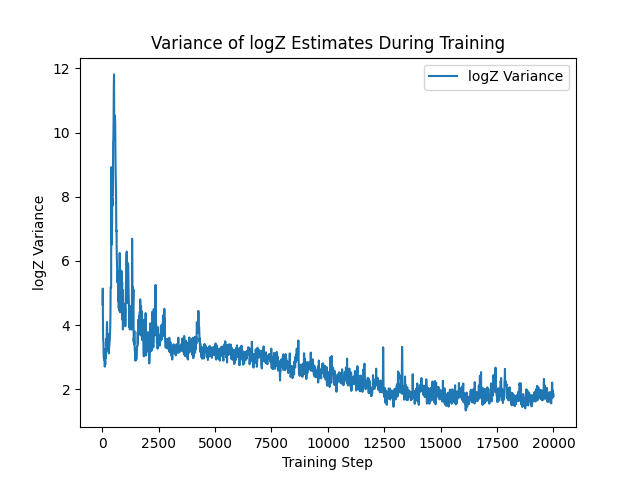 Variance of logZ Estimates During Training
logZ Variance
12
10
8
6
4
2
logZ Variance
0 2500 5000 7500 10000 12500 15000 17500 20000
Training Step